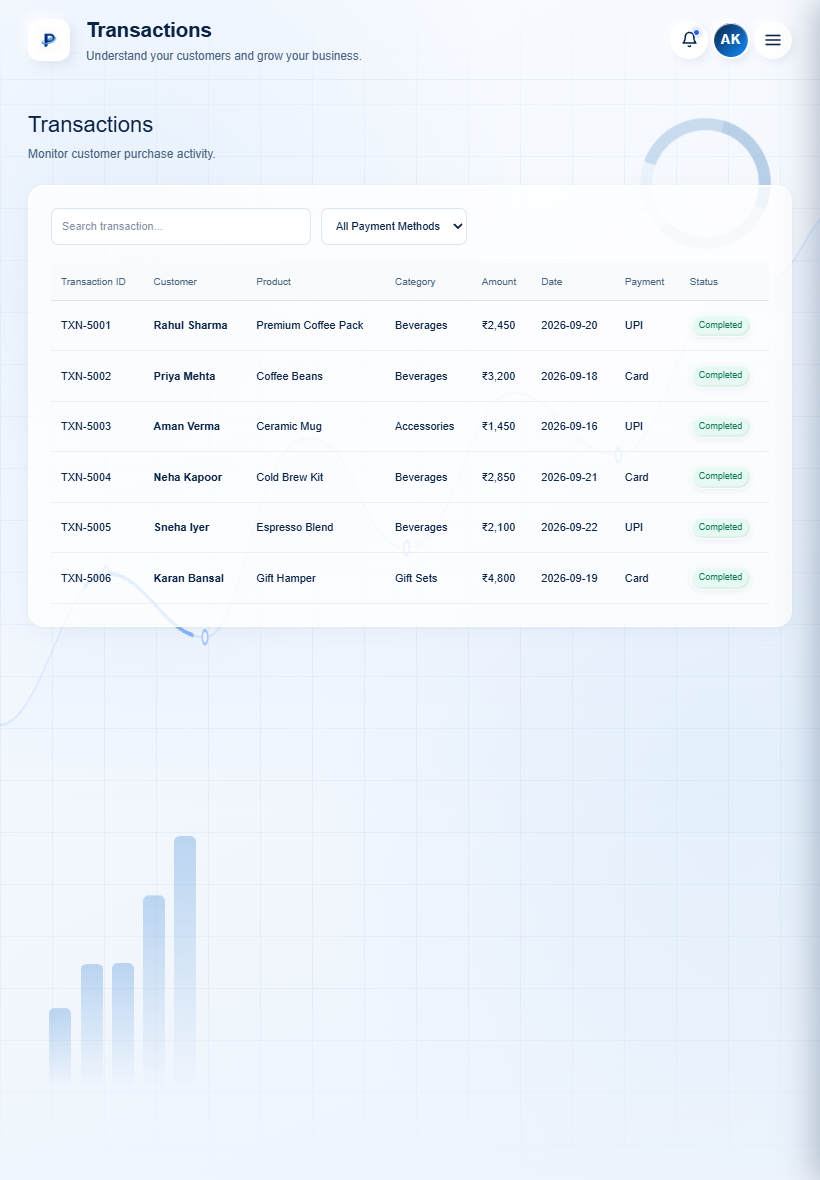 Transactions
Understand your customers and grow your business.
AK
Transactions
Monitor customer purchase activity.
Search transaction...
All Payment Methods
Transaction ID Customer Product Category Amount Date Payment Status
TXN-5001 Rahul Sharma Premium Coffee Pack Beverages ₹2,450 2026-09-20 UPI Completed
TXN-5002 Priya Mehta Coffee Beans Beverages ₹3,200 2026-09-18 Card Completed
TXN-5003 Aman Verma Ceramic Mug Accessories ₹1,450 2026-09-16 UPI Completed
TXN-5004 Neha Kapoor Cold Brew Kit Beverages ₹2,850 2026-09-21 Card Completed
TXN-5005 Sneha Iyer Espresso Blend Beverages ₹2,100 2026-09-22 UPI Completed
TXN-5006 Karan Bansal Gift Hamper Gift Sets ₹4,800 2026-09-19 Card Completed